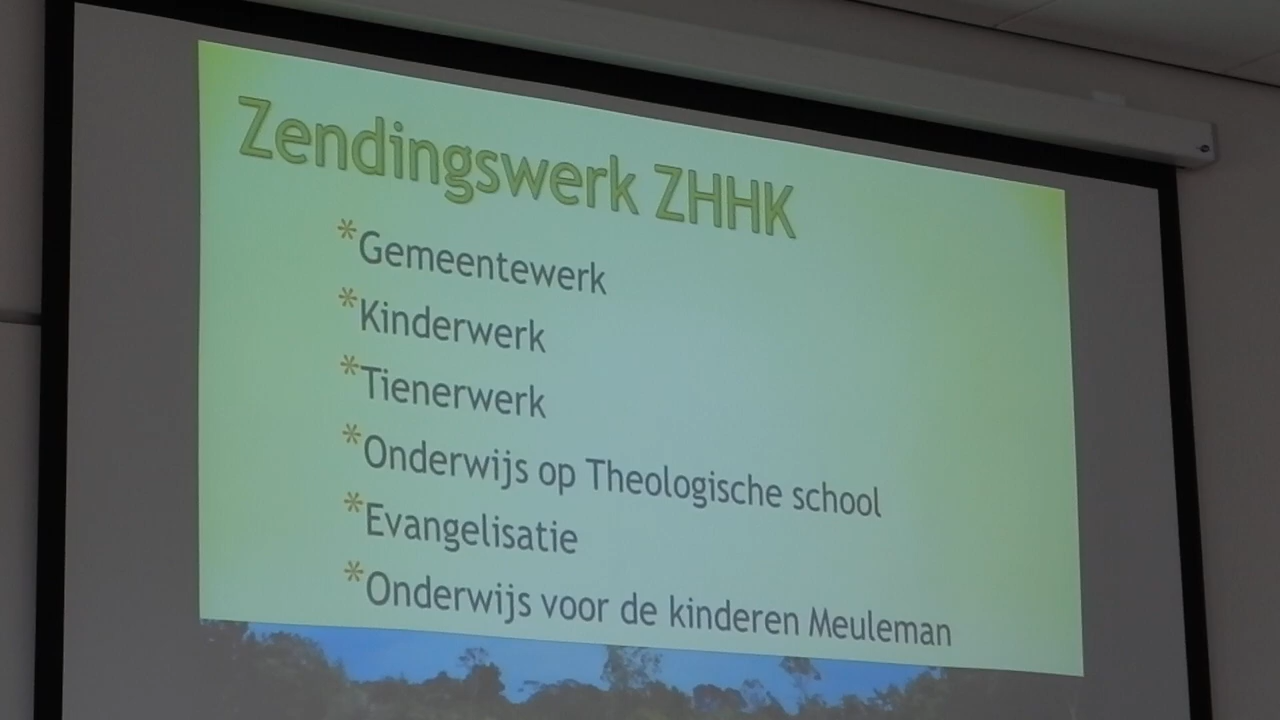 Zendingswerk ZHHK
*Gemeentewerk
*Kinderwerk
*Tienerwerk
*Onderwijs op Theologische school
*Evangelisatie
*Onderwijs voor de kinderen Meuleman